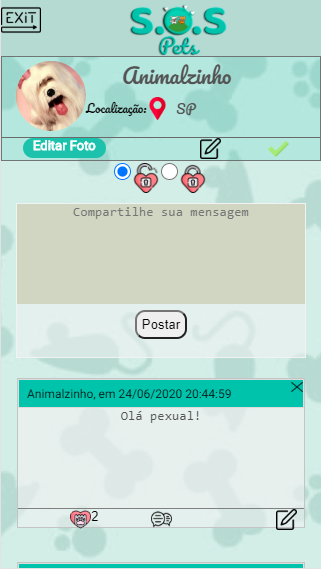 EXiT
S.O.S
Pets
Animalzinho
Localização: SP
Editar Foto
Compartilhe sua mensagem
Postar
Animalzinho, em 24/06/2020 20:44:59
Olá pexual!
2